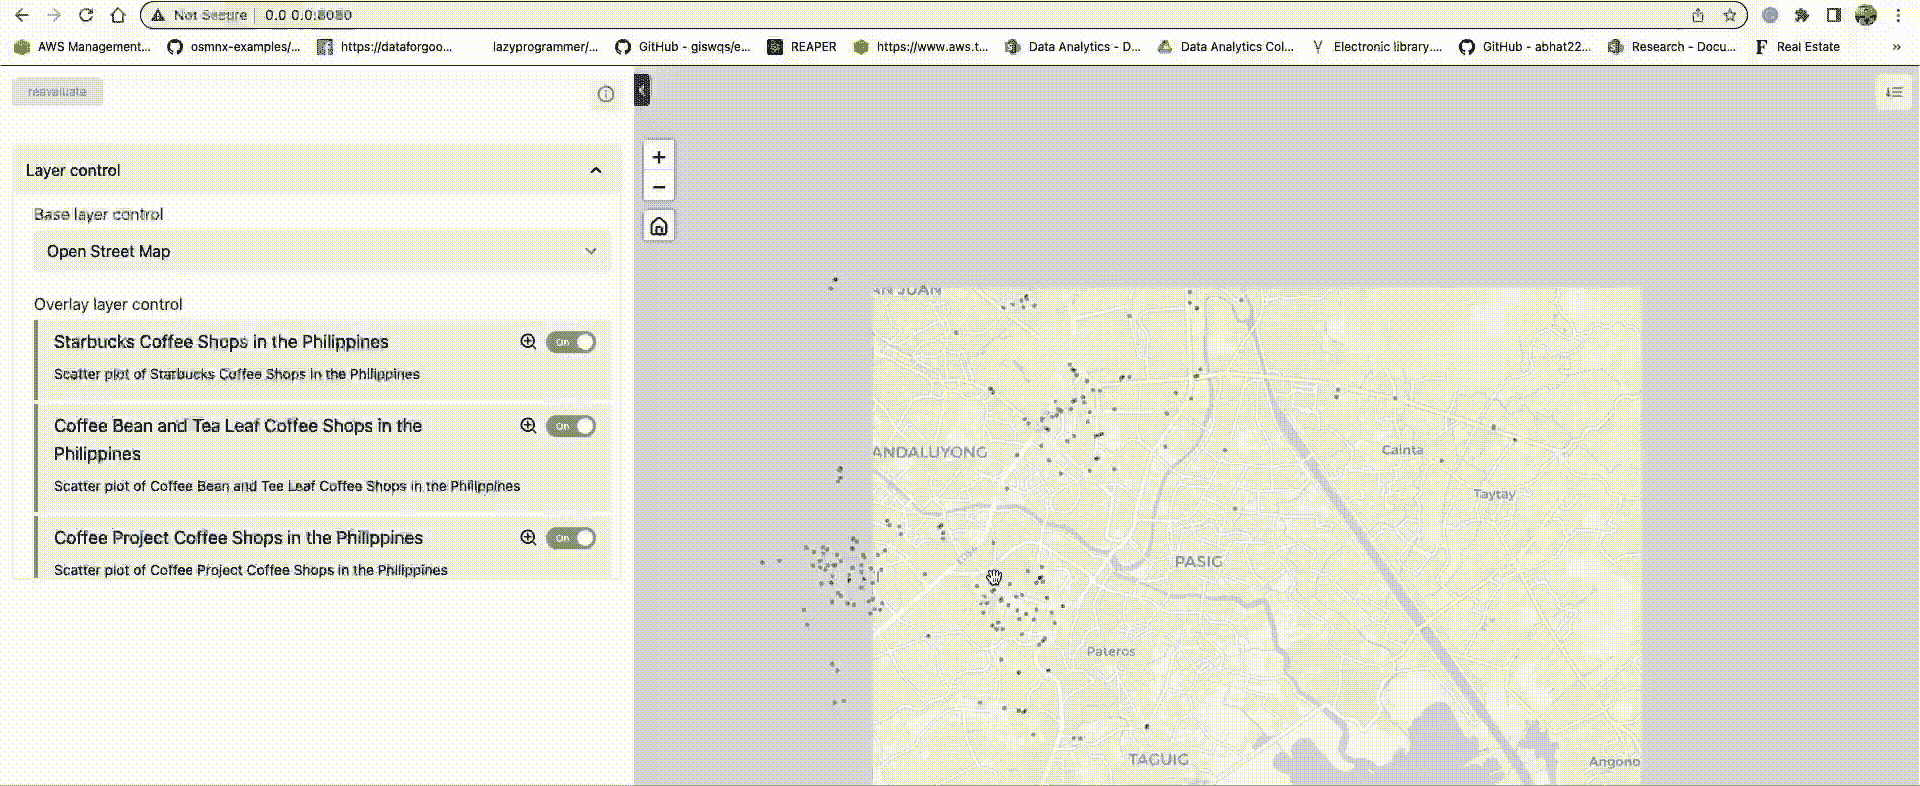 Not Secure | 0.0.0.0:8080
AWS Management... osmnx-examples/... https://dataforgoo... lazyprogrammer/... GitHub - giswqs/e... REAPER https://www.aws.t... Data Analytics - D... Data Analytics Col... Electronic library.... GitHub - abhat22... Research - Docu... Real Estate »
reevaluate
Layer control
Base layer control
Open Street Map
Overlay layer control
Starbucks Coffee Shops in the Philippines
On
Scatter plot of Starbucks Coffee Shops in the Philippines
Coffee Bean and Tea Leaf Coffee Shops in the
Philippines
On
Scatter plot of Coffee Bean and Tee Leaf Coffee Shops in the Philippines
Coffee Project Coffee Shops in the Philippines
On
Scatter plot of Coffee Project Coffee Shops in the Philippines
+
−
AN JUAN
ANDALUYONG
Cainta
Taytay
EDSA
PASIG
Pateros
TAGUIG
Angono